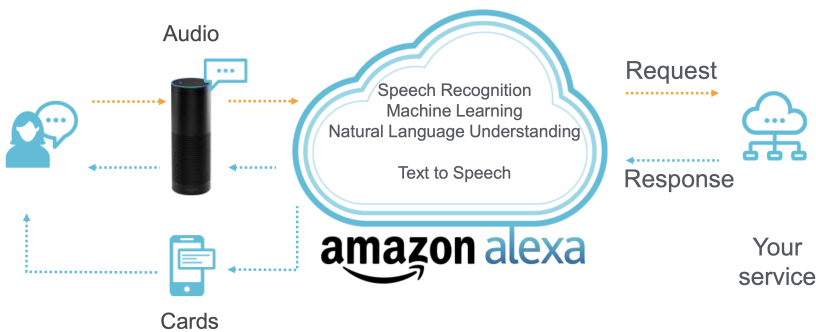 Audio
Speech Recognition
Machine Learning
Natural Language Understanding
Text to Speech
Request
Response
amazon alexa
Your
service
Cards